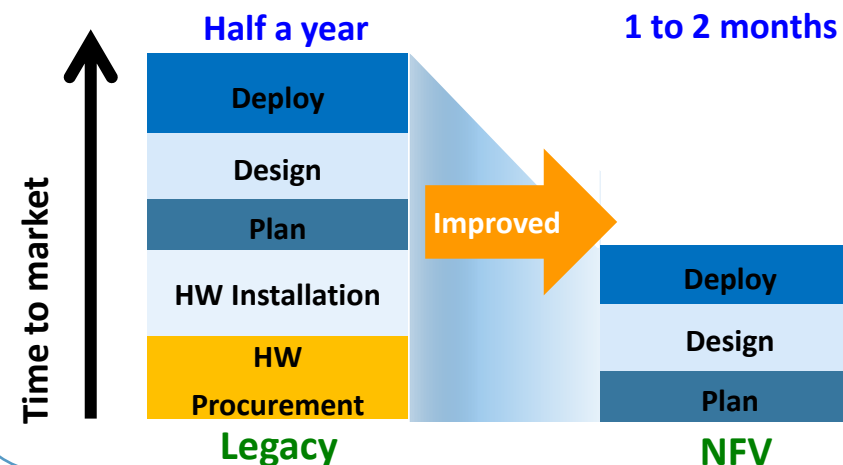 Half a year
1 to 2 months
Time to market
Deploy
Design
Plan
HW Installation
HW
Procurement
Legacy
Improved
Deploy
Design
Plan
NFV